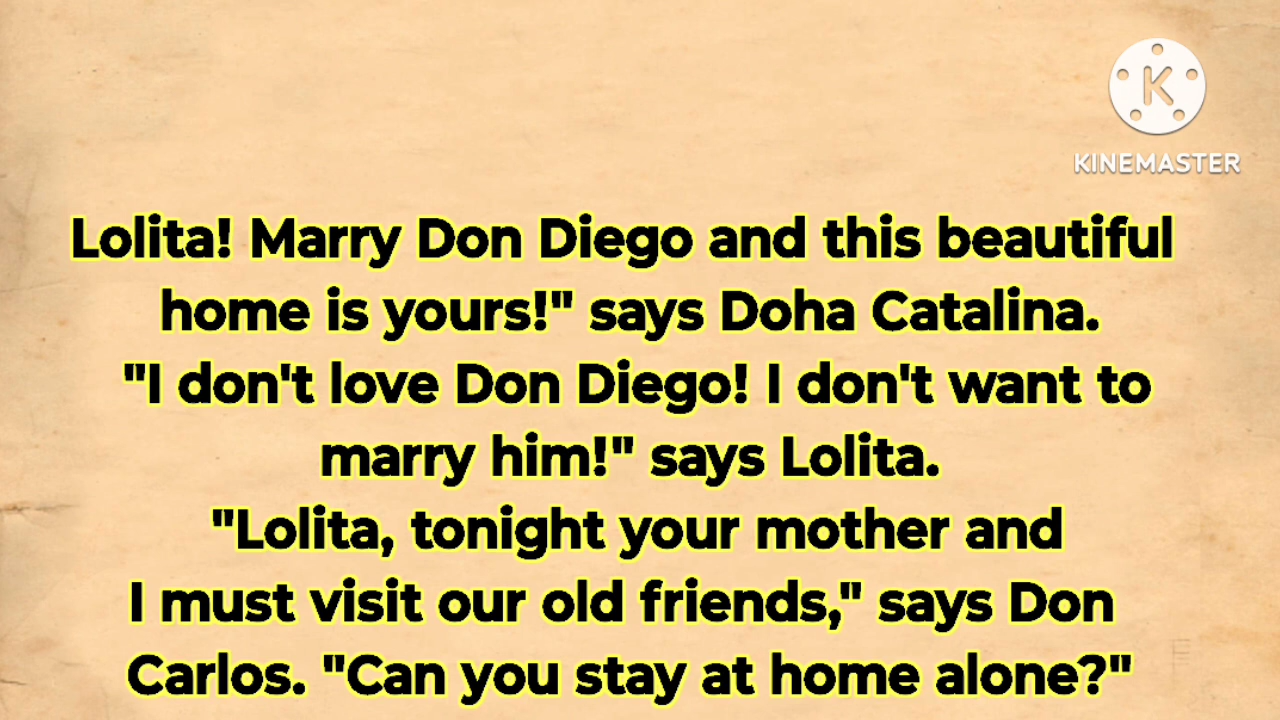 K
KINEMASTER
Lolita! Marry Don Diego and this beautiful
home is yours!" says Doha Catalina.
"I don't love Don Diego! I don't want to
marry him!" says Lolita.
"Lolita, tonight your mother and
I must visit our old friends," says Don
Carlos. "Can you stay at home alone?"